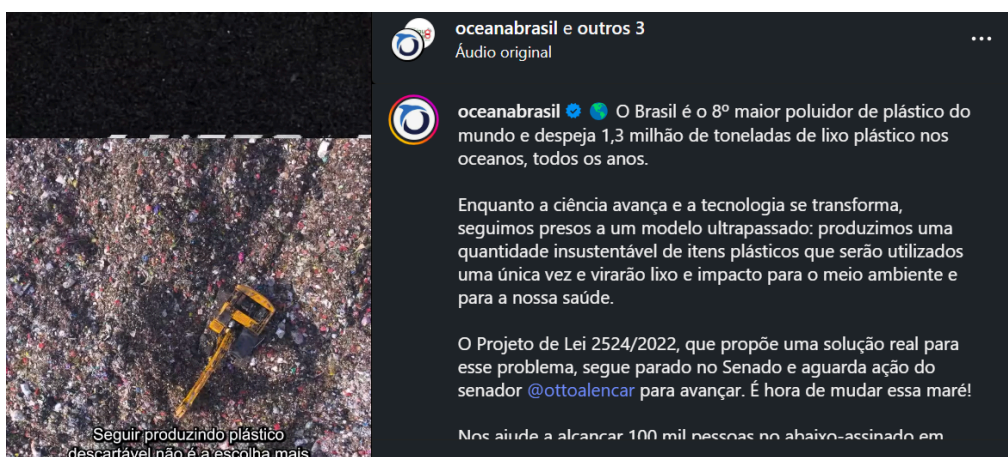 oceanabrasil e outros 3
Áudio original
oceanabrasil O Brasil é o 8º maior poluidor de plástico do
mundo e despeja 1,3 milhão de toneladas de lixo plástico nos
oceanos, todos os anos.
Enquanto a ciência avança e a tecnologia se transforma,
seguimos presos a um modelo ultrapassado: produzimos uma
quantidade insustentável de itens plásticos que serão utilizados
uma única vez e virarão lixo e impacto para o meio ambiente e
para a nossa saúde.
O Projeto de Lei 2524/2022, que propõe uma solução real para
esse problema, segue parado no Senado e aguarda ação do
senador @ottoalencar para avançar. É hora de mudar essa maré!
Nos ajude a alcançar 100 mil pessoas no abaixo-assinado em
Seguir produzindo plástico
descartável não é a escolha mais